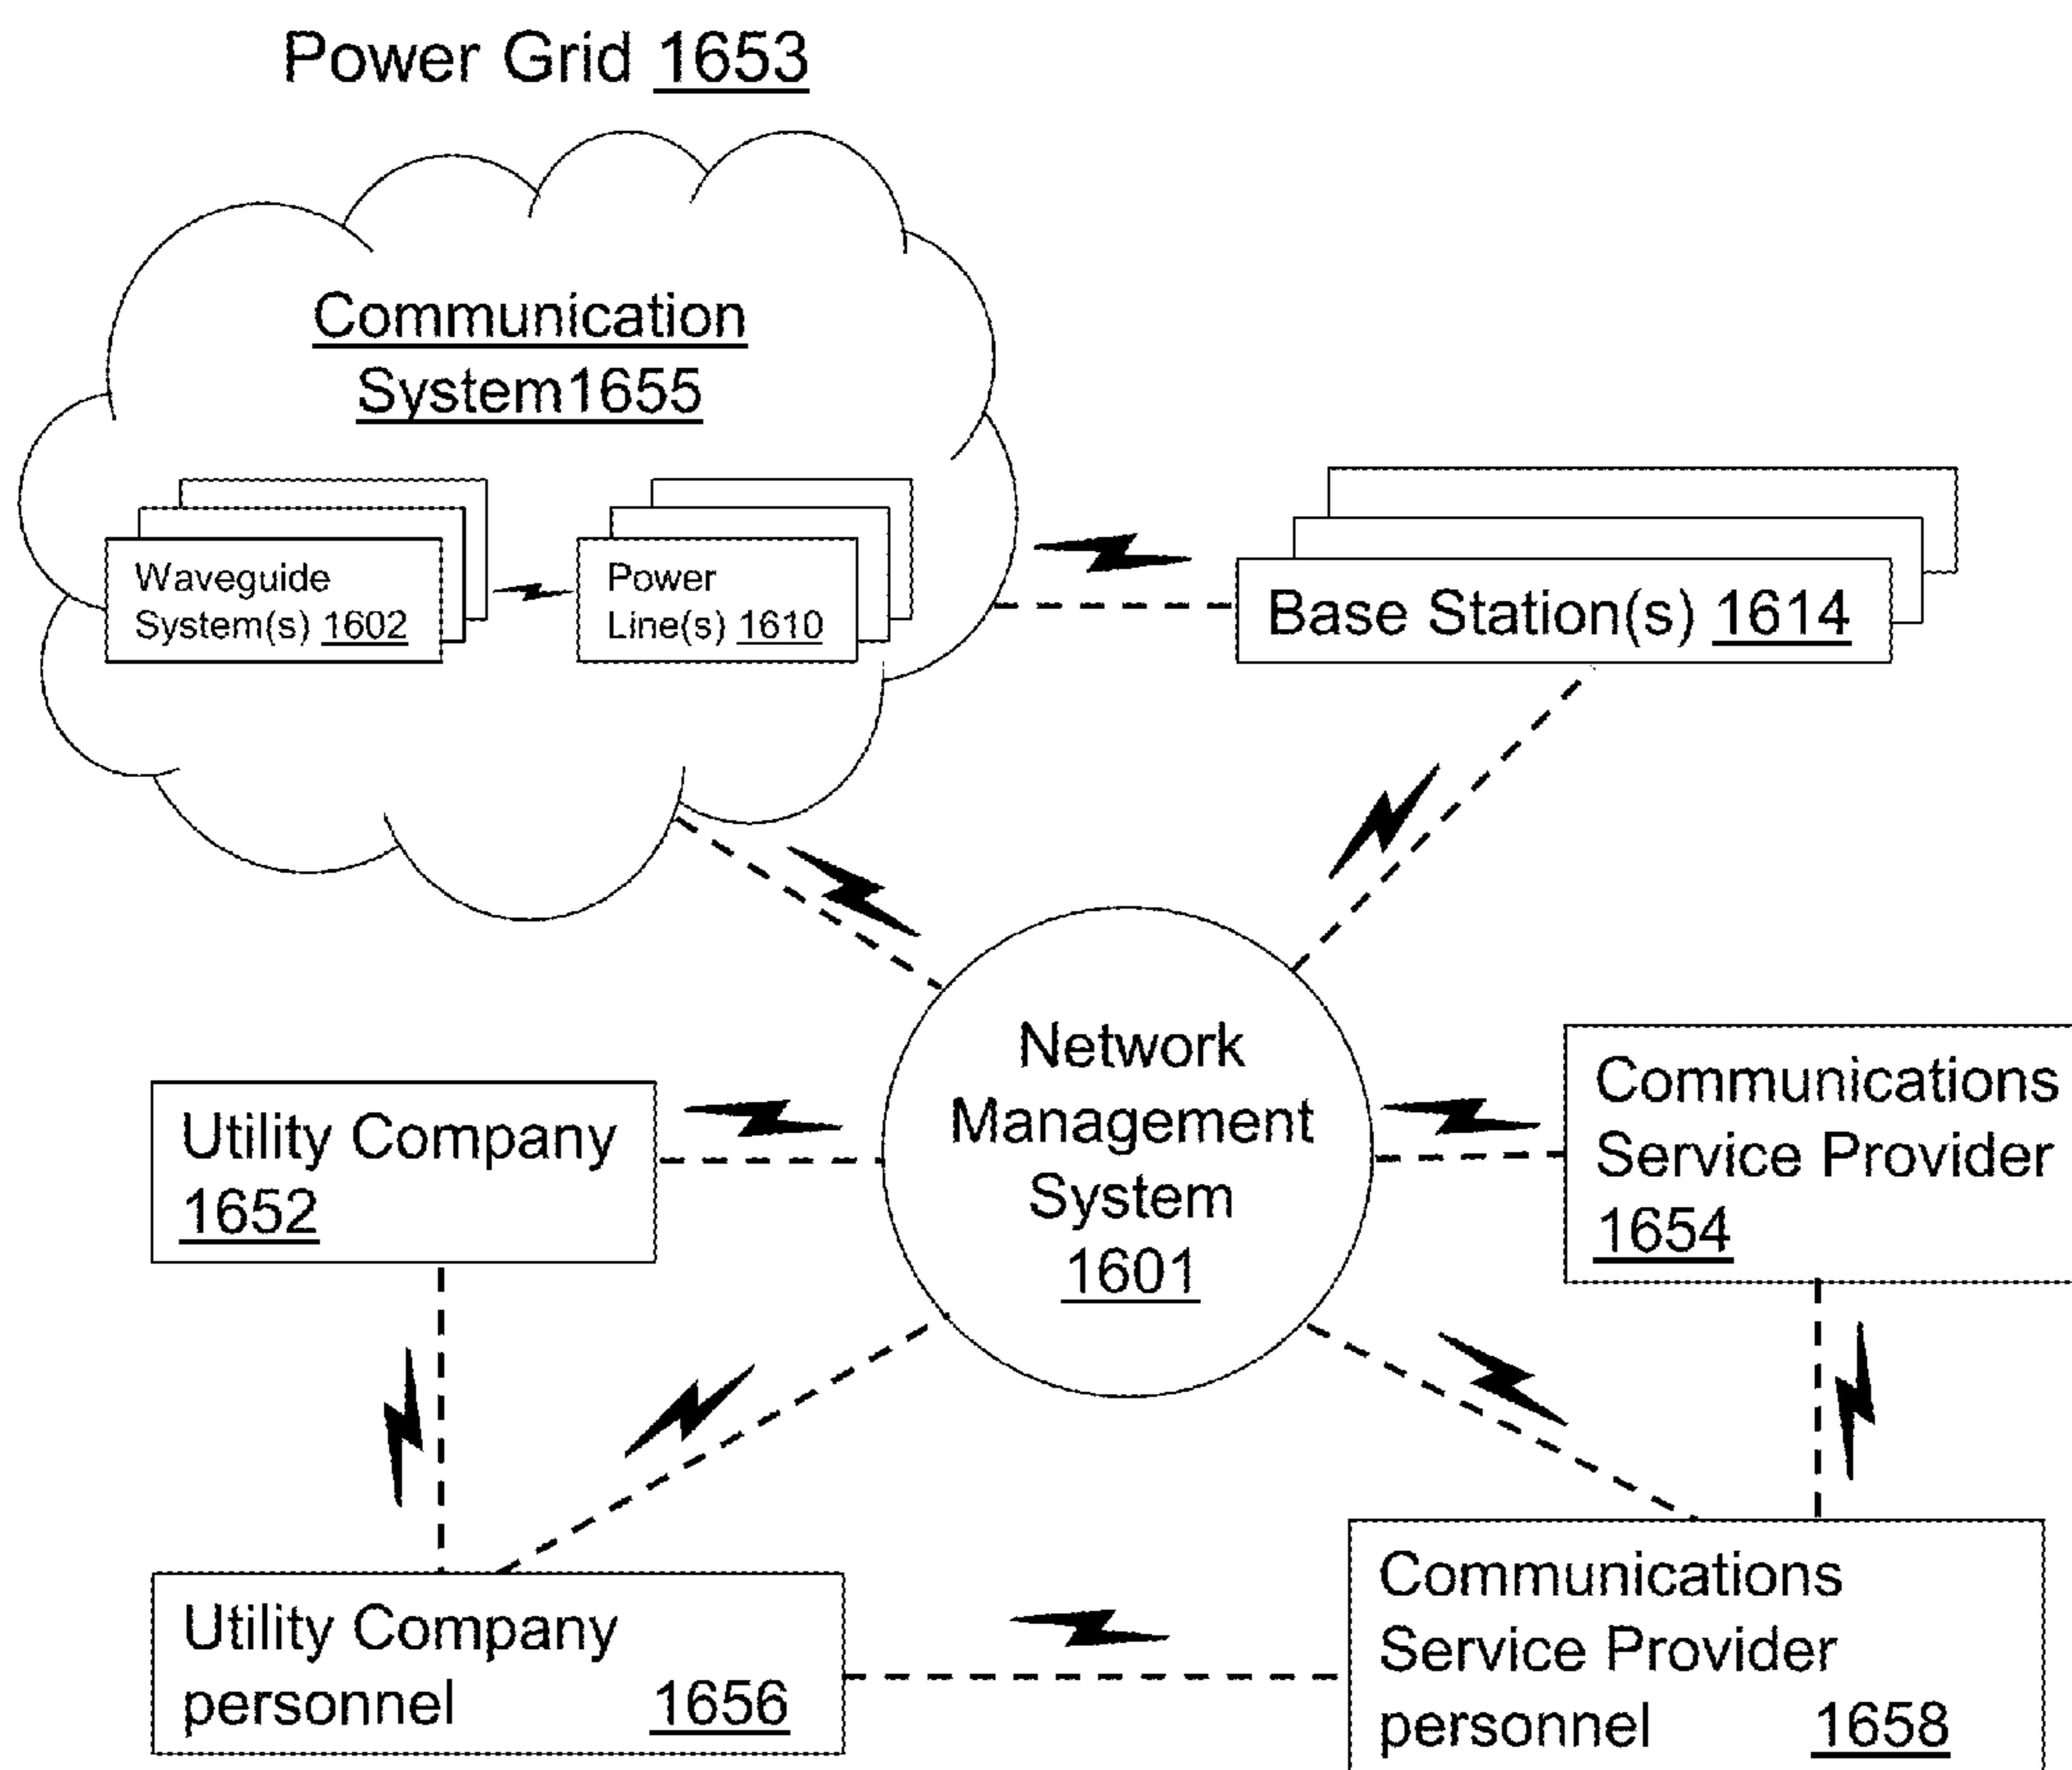 Power Grid 1653
Communication
System1655
Waveguide
System(s) 1602
Power
Line(s) 1610
Base Station(s) 1614
Network
Management
System
1601
Utility Company
1652
Communications
Service Provider
1654
Utility Company
personnel 1656
Communications
Service Provider
personnel 1658